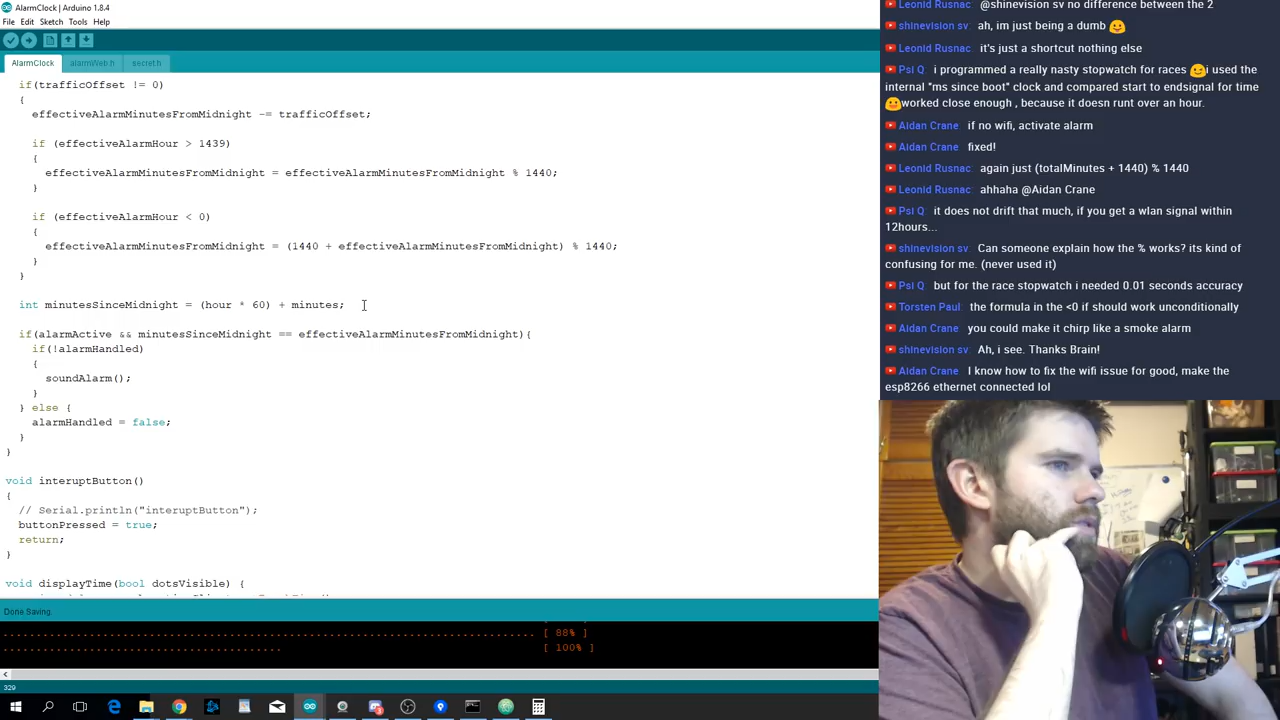 AlarmClock | Arduino 1.8.4
File Edit Sketch Tools Help
AlarmClock alarmWeb.h secret.h
if(trafficOffset != 0)
{
effectiveAlarmMinutesFromMidnight -= trafficOffset;
if (effectiveAlarmHour > 1439)
{
effectiveAlarmMinutesFromMidnight = effectiveAlarmMinutesFromMidnight % 1440;
}
if (effectiveAlarmHour < 0)
{
effectiveAlarmMinutesFromMidnight = (1440 + effectiveAlarmMinutesFromMidnight) % 1440;
}
}
int minutesSinceMidnight = (hour * 60) + minutes;
if(alarmActive && minutesSinceMidnight == effectiveAlarmMinutesFromMidnight){
if(!alarmHandled)
{
soundAlarm();
}
} else {
alarmHandled = false;
}
}
void interuptButton()
{
// Serial.println("interuptButton");
buttonPressed = true;
return;
}
void displayTime(bool dotsVisible) {
Done Saving.
[ 88% ]
[ 100% ]
329
Leonid Rusnac @shinevision sv no difference between the 2
shinevision sv ah, im just being a dumb
Leonid Rusnac it's just a shortcut nothing else
Psi Q i programmed a really nasty stopwatch for races i used the
internal "ms since boot" clock and compared start to endsignal for time
worked close enough , because it doesn runt over an hour.
Aidan Crane if no wifi, activate alarm
Aidan Crane fixed!
Leonid Rusnac again just (totalMinutes + 1440) % 1440
Leonid Rusnac ahhaha @Aidan Crane
Psi Q it does not drift that much, if you get a wlan signal within
12hours...
shinevision sv Can someone explain how the % works? its kind of
confusing for me. (never used it)
Psi Q but for the race stopwatch i needed 0.01 seconds accuracy
Torsten Paul the formula in the <0 if should work unconditionally
Aidan Crane you could make it chirp like a smoke alarm
shinevision sv Ah, i see. Thanks Brain!
Aidan Crane I know how to fix the wifi issue for good, make the
esp8266 ethernet connected lol